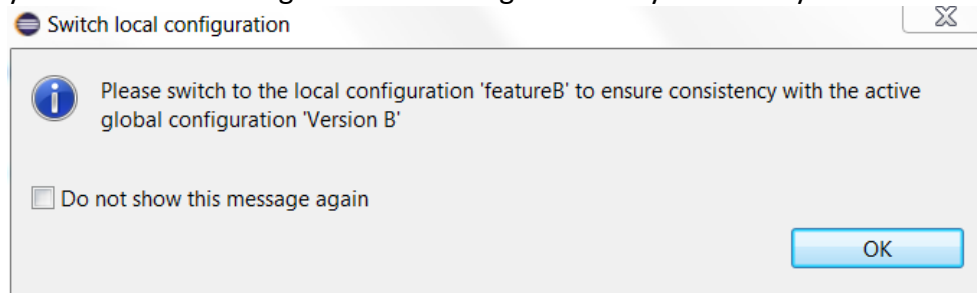 Switch local configuration
Please switch to the local configuration 'featureB' to ensure consistency with the active
global configuration 'Version B'
Do not show this message again
OK